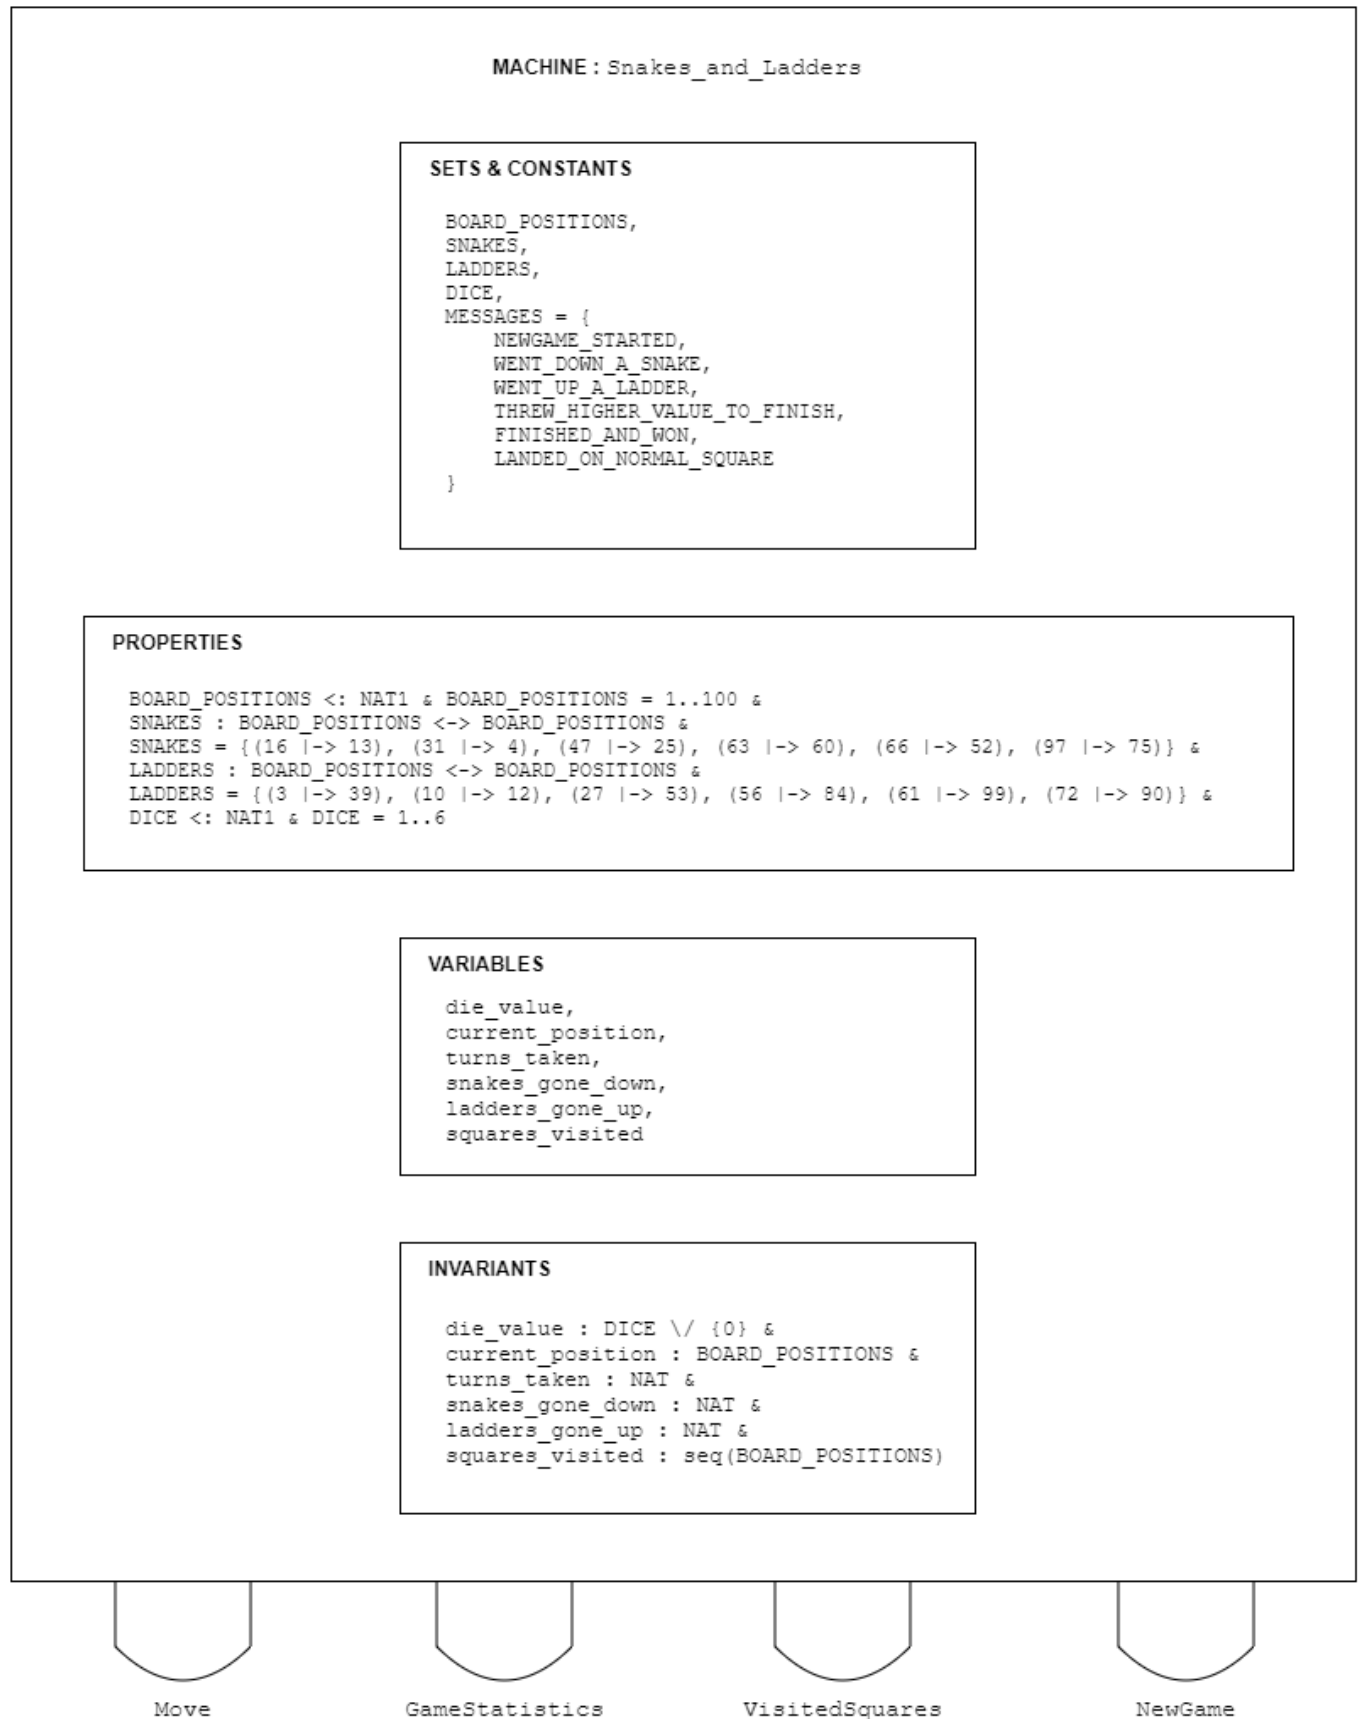 MACHINE : Snakes_and_Ladders
SETS & CONSTANTS
BOARD_POSITIONS,
SNAKES,
LADDERS,
DICE,
MESSAGES = {
NEWGAME_STARTED,
WENT_DOWN_A_SNAKE,
WENT_UP_A_LADDER,
THREW_HIGHER_VALUE_TO_FINISH,
FINISHED_AND_WON,
LANDED_ON_NORMAL_SQUARE
}
PROPERTIES
BOARD_POSITIONS <: NAT1 & BOARD_POSITIONS = 1..100 &
SNAKES : BOARD_POSITIONS <-> BOARD_POSITIONS &
SNAKES = {(16 |-> 13), (31 |-> 4), (47 |-> 25), (63 |-> 60), (66 |-> 52), (97 |-> 75)} &
LADDERS : BOARD_POSITIONS <-> BOARD_POSITIONS &
LADDERS = {(3 |-> 39), (10 |-> 12), (27 |-> 53), (56 |-> 84), (61 |-> 99), (72 |-> 90)} &
DICE <: NAT1 & DICE = 1..6
VARIABLES
die_value,
current_position,
turns_taken,
snakes_gone_down,
ladders_gone_up,
squares_visited
INVARIANTS
die_value : DICE \/ {0} &
current_position : BOARD_POSITIONS &
turns_taken : NAT &
snakes_gone_down : NAT &
ladders_gone_up : NAT &
squares_visited : seq(BOARD_POSITIONS)
Move GameStatistics VisitedSquares NewGame